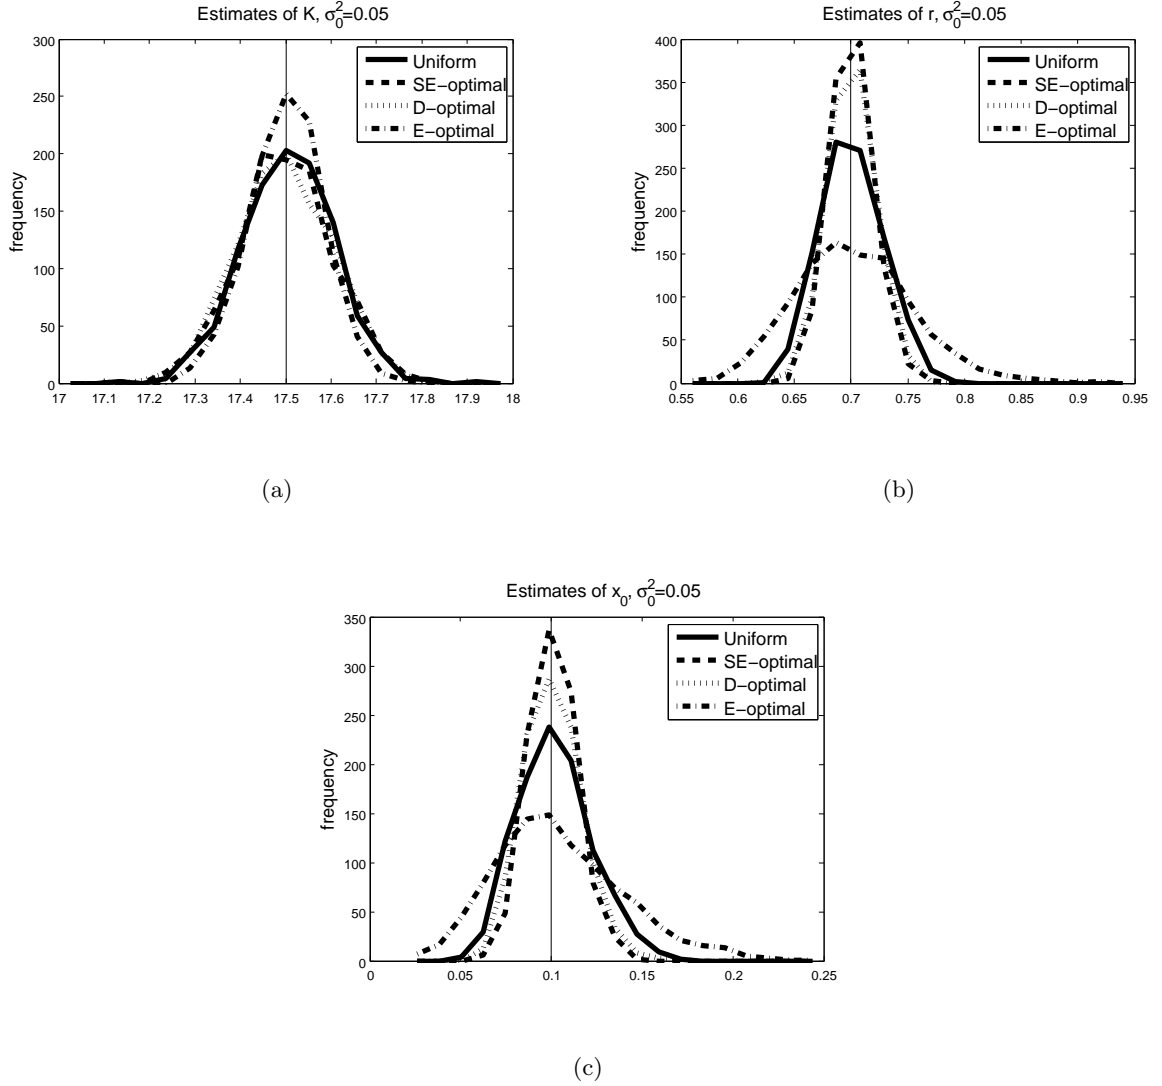 Estimates of K, σ₀²=0.05
300
250
200
150
100
50
0
frequency
17 17.1 17.2 17.3 17.4 17.5 17.6 17.7 17.8 17.9 18
Uniform
SE−optimal
D−optimal
E−optimal
(a)
Estimates of r, σ₀²=0.05
400
350
300
250
200
150
100
50
0
frequency
0.55 0.6 0.65 0.7 0.75 0.8 0.85 0.9 0.95
Uniform
SE−optimal
D−optimal
E−optimal
(b)
Estimates of x₀, σ₀²=0.05
350
300
250
200
150
100
50
0
frequency
0 0.05 0.1 0.15 0.2 0.25
Uniform
SE−optimal
D−optimal
E−optimal
(c)